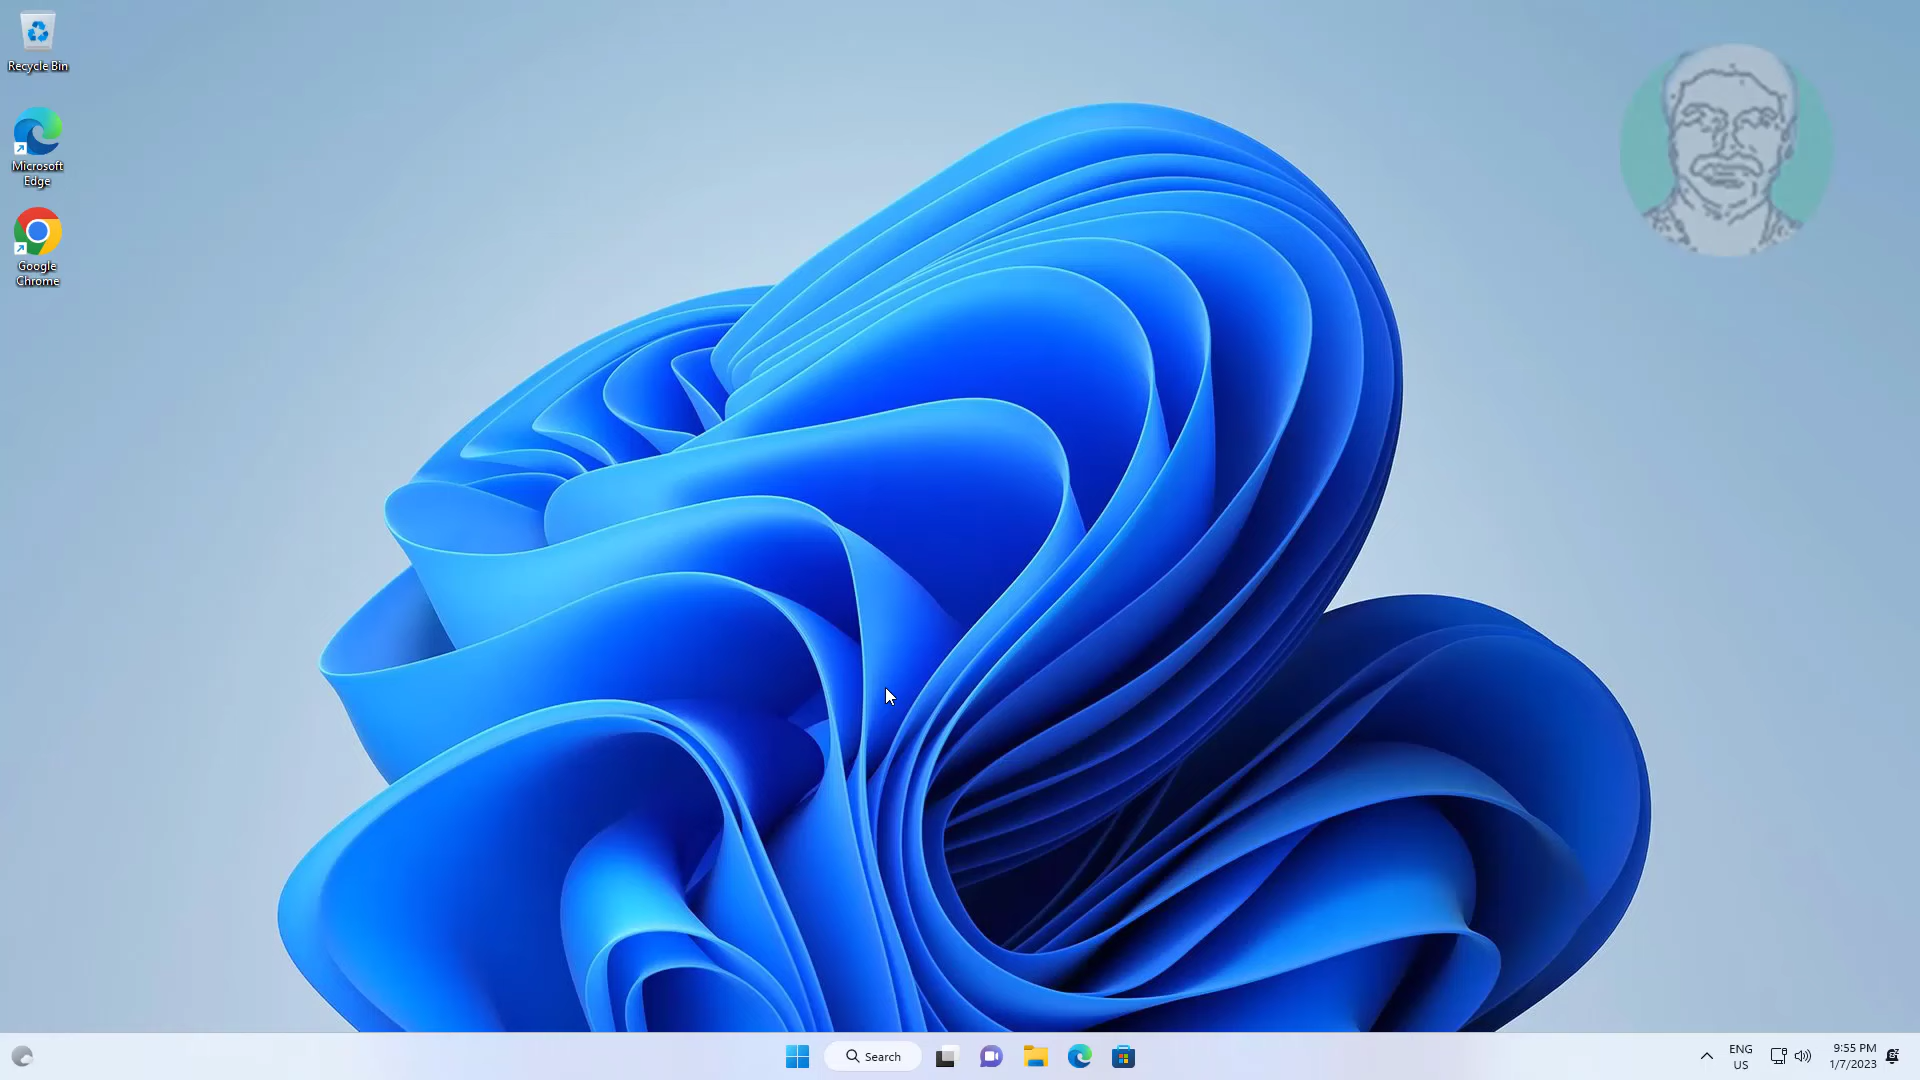 Recycle Bin
Microsoft
Edge
Google
Chrome
Search
ENG
US
9:55 PM
1/7/2023